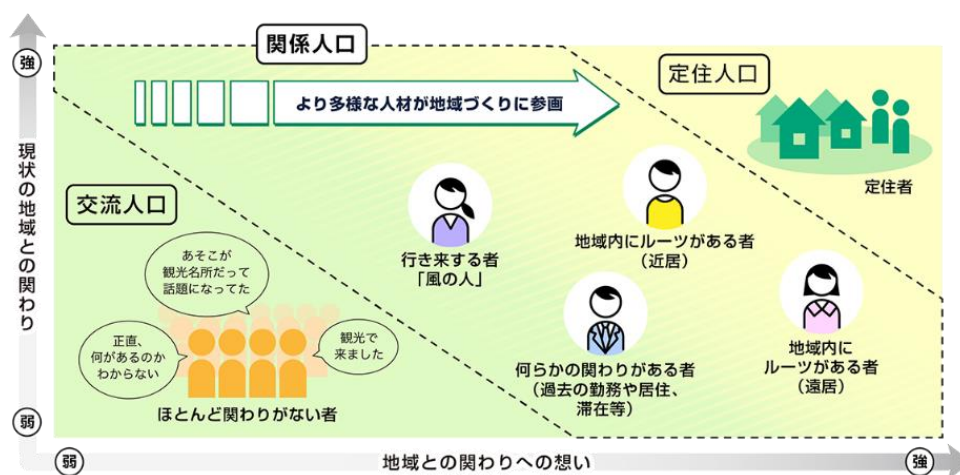 強
関係人口
より多様な人材が地域づくりに参画
定住人口
定住者
現状の地域との関わり
交流人口
あそこが
観光名所だって
話題になってた
正直、
何があるのか
わからない
観光で
来ました
ほとんど関わりがない者
行き来する者
「風の人」
地域内にルーツがある者
（近居）
何らかの関わりがある者
（過去の勤務や居住、
滞在等）
地域内に
ルーツがある者
（遠居）
弱
弱
地域との関わりへの想い
強